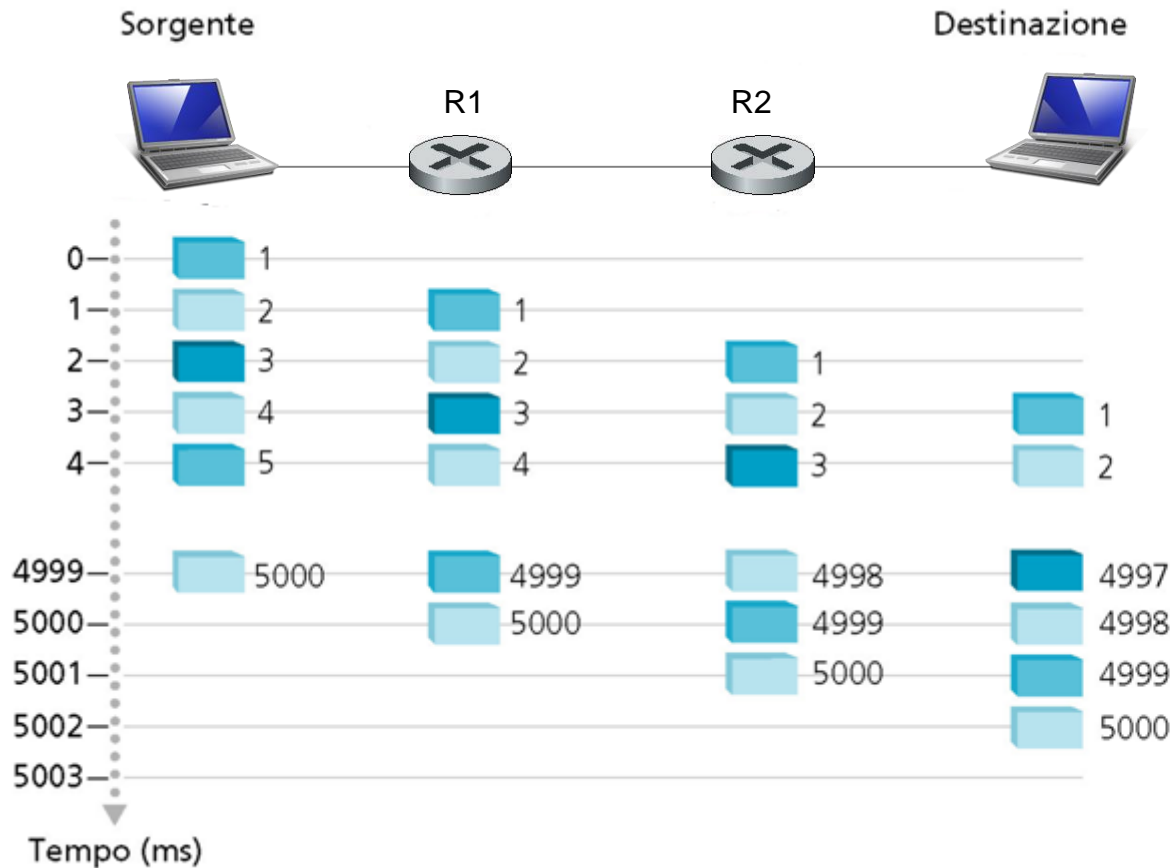 Sorgente Destinazione
R1 R2
0 1
1 2 1
2 3 2 1
3 4 3 2 1
4 5 4 3 2
4999 5000 4999 4998 4997
5000 5000 4999 4998
5001 5000 4999
5002 5000
5003
Tempo (ms)